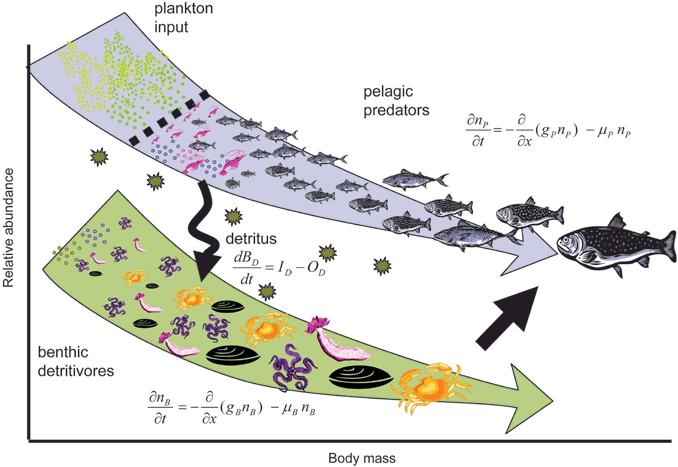 plankton
input
pelagic
predators
∂n_P/∂t = −∂/∂x (g_P n_P) − μ_P n_P
Relative abundance
detritus
dB_D/dt = I_D − O_D
benthic
detritivores
∂n_B/∂t = −∂/∂x (g_B n_B) − μ_B n_B
Body mass